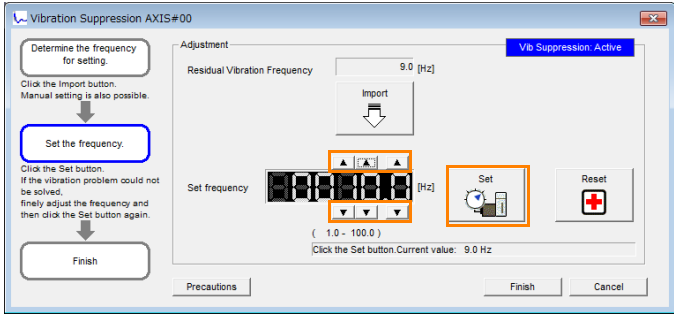 Vibration Suppression AXIS#00
Determine the frequency
for setting.
Click the Import button.
Manual setting is also possible.
Set the frequency.
Click the Set button.
If the vibration problem could not
be solved,
finely adjust the frequency and
then click the Set button again.
Finish
Adjustment
Vib Suppression: Active
Residual Vibration Frequency 9.0 [Hz]
Import
Set frequency [Hz]
Set
Reset
( 1.0 - 100.0 )
Click the Set button.Current value: 9.0 Hz
Precautions
Finish
Cancel